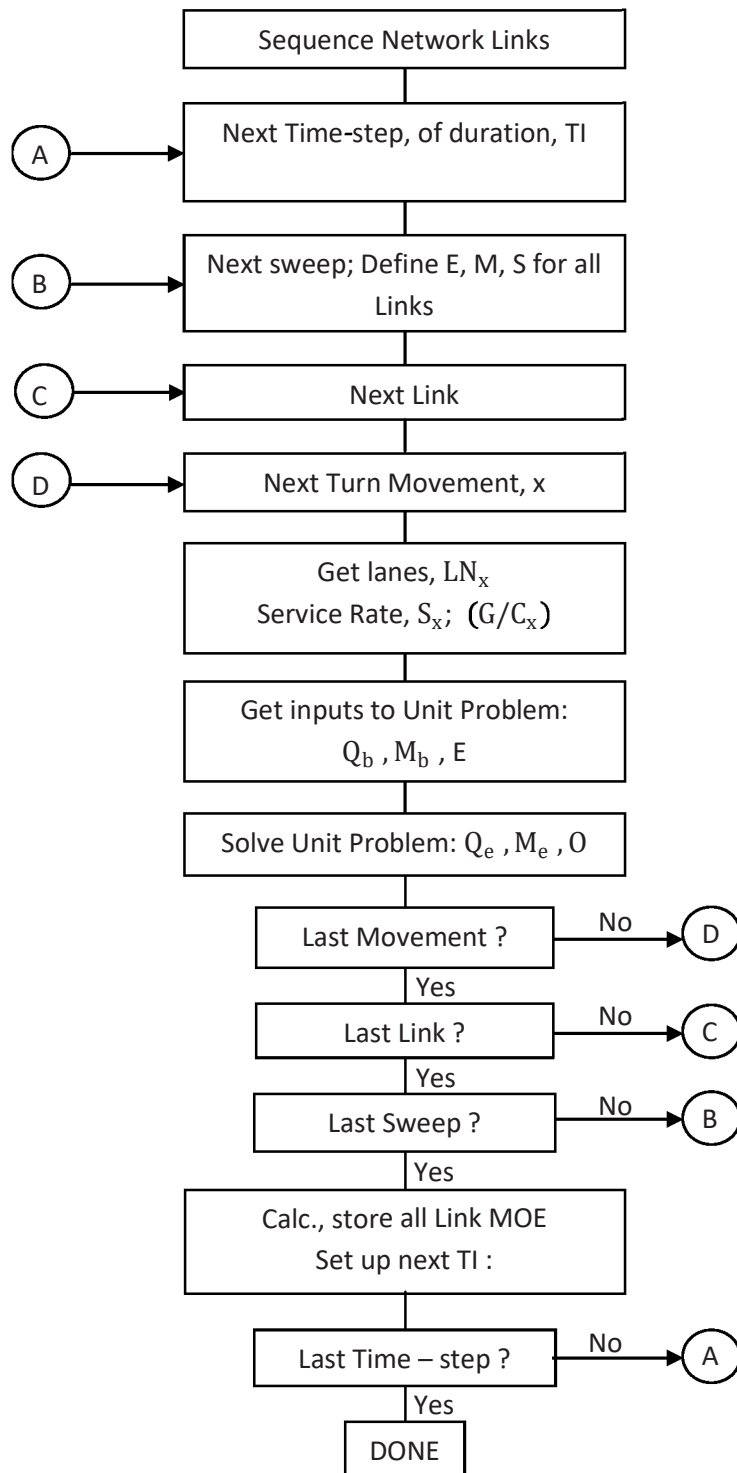 Sequence Network Links
Next Time-step, of duration, TI
A
Next sweep; Define E, M, S for all
Links
B
Next Link
C
Next Turn Movement, x
D
Get lanes, LNₓ
Service Rate, Sₓ; (G/Cₓ)
Get inputs to Unit Problem:
Q_b , M_b , E
Solve Unit Problem: Qₑ , Mₑ , O
Last Movement ?
No
D
Yes
Last Link ?
No
C
Yes
Last Sweep ?
No
B
Yes
Calc., store all Link MOE
Set up next TI :
Last Time – step ?
No
A
Yes
DONE